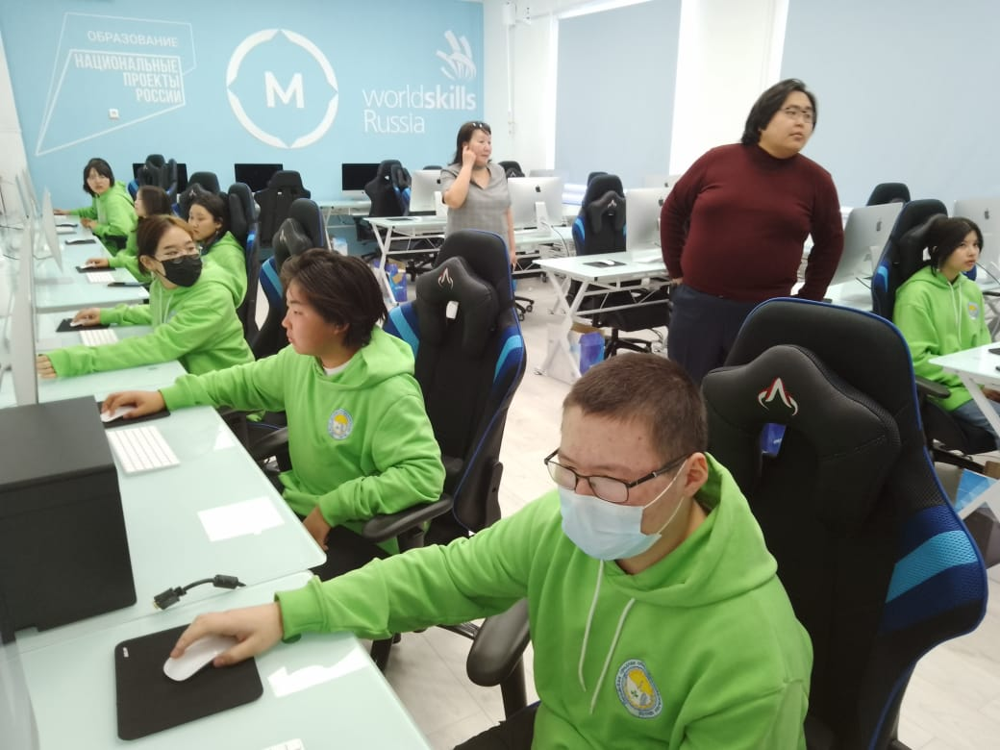 ОБРАЗОВАНИЕ
НАЦИОНАЛЬНЫЕ
ПРОЕКТЫ
РОССИИ
М
worldskills
Russia